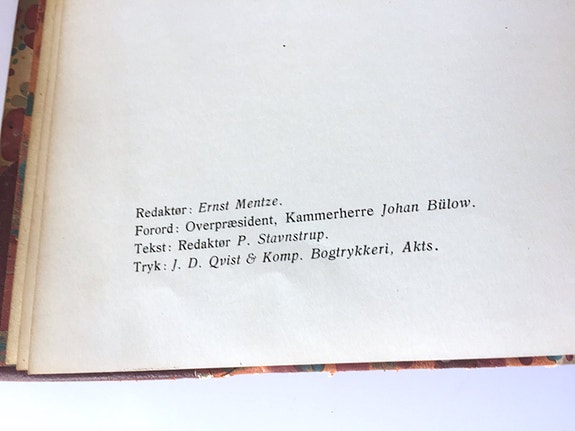 Redaktør: Ernst Mentze.
Forord: Overpræsident, Kammerherre Johan Bülow.
Tekst: Redaktør P. Stavnstrup.
Tryk: J. D. Qvist & Komp. Bogtrykkeri, Akts.